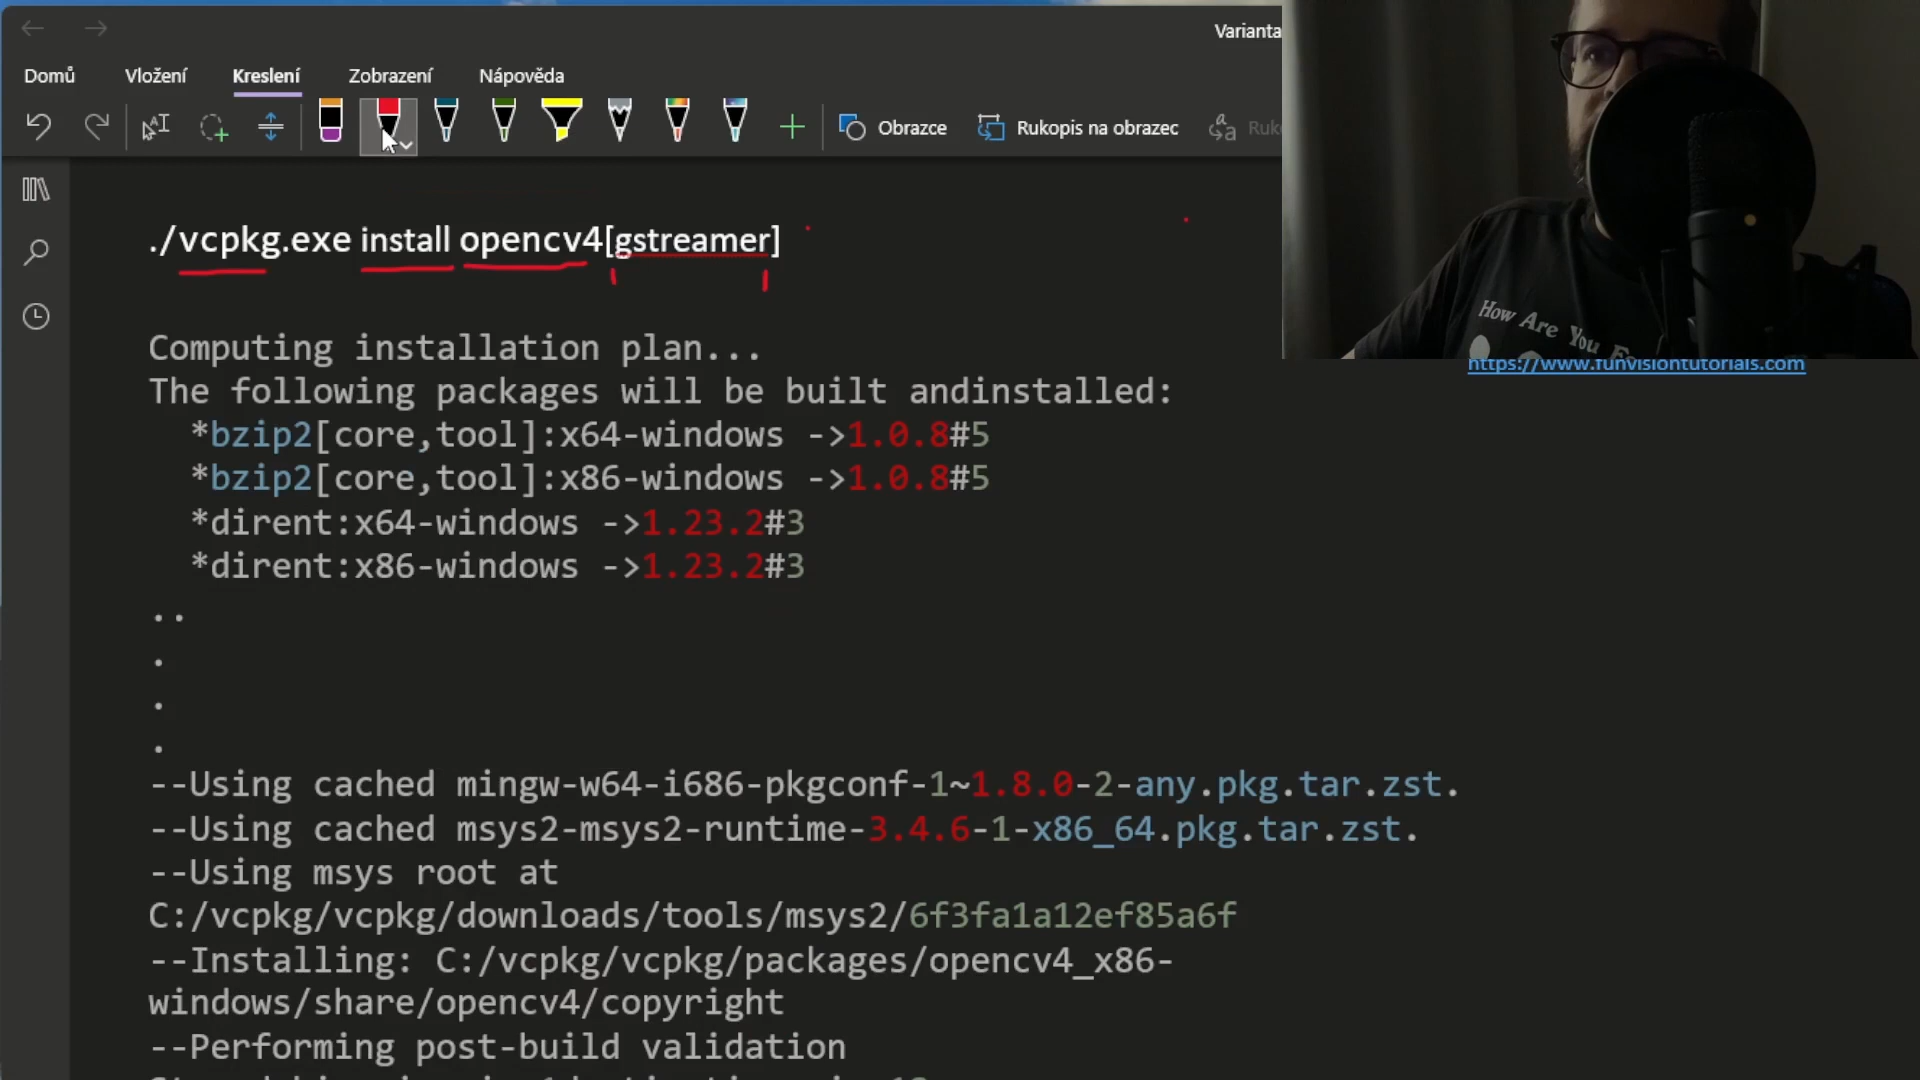 Varianta
Domů Vložení Kreslení Zobrazení Nápověda
Obrazce Rukopis na obrazec
./vcpkg.exe install opencv4[gstreamer]
How Are You
https://www.funvisiontutorials.com
Computing installation plan...
The following packages will be built andinstalled:
*bzip2[core,tool]:x64-windows ->1.0.8#5
*bzip2[core,tool]:x86-windows ->1.0.8#5
*dirent:x64-windows ->1.23.2#3
*dirent:x86-windows ->1.23.2#3
..
.
.
.
--Using cached mingw-w64-i686-pkgconf-1~1.8.0-2-any.pkg.tar.zst.
--Using cached msys2-msys2-runtime-3.4.6-1-x86_64.pkg.tar.zst.
--Using msys root at
C:/vcpkg/vcpkg/downloads/tools/msys2/6f3fa1a12ef85a6f
--Installing: C:/vcpkg/vcpkg/packages/opencv4_x86-
windows/share/opencv4/copyright
--Performing post-build validation